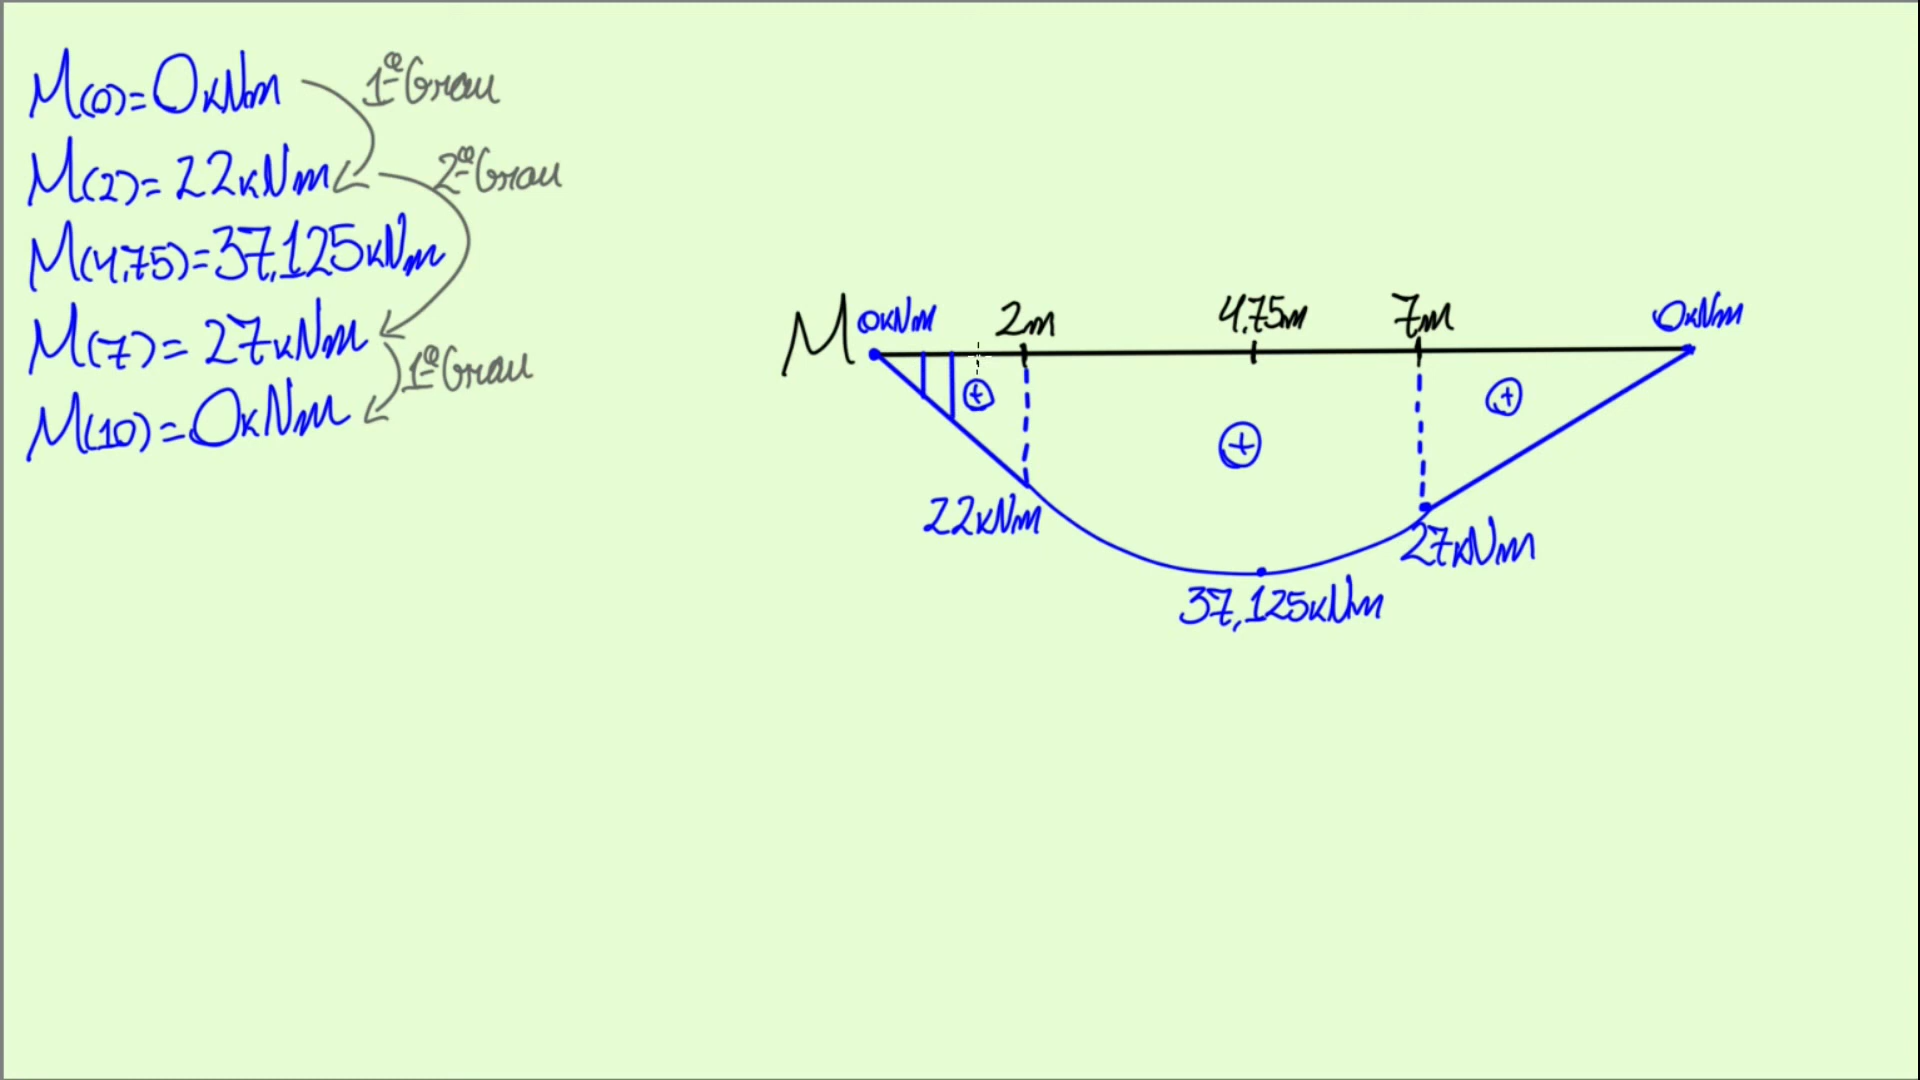 M(0)=0kNm
1º Grau
M(2)=22kNm
2º Grau
M(4,75)=37,125kNm
M(7)=27kNm
1º Grau
M(10)=0kNm
M 0kNm 2m 4,75m 7m 0kNm
+ + +
22kNm
27kNm
37,125kNm